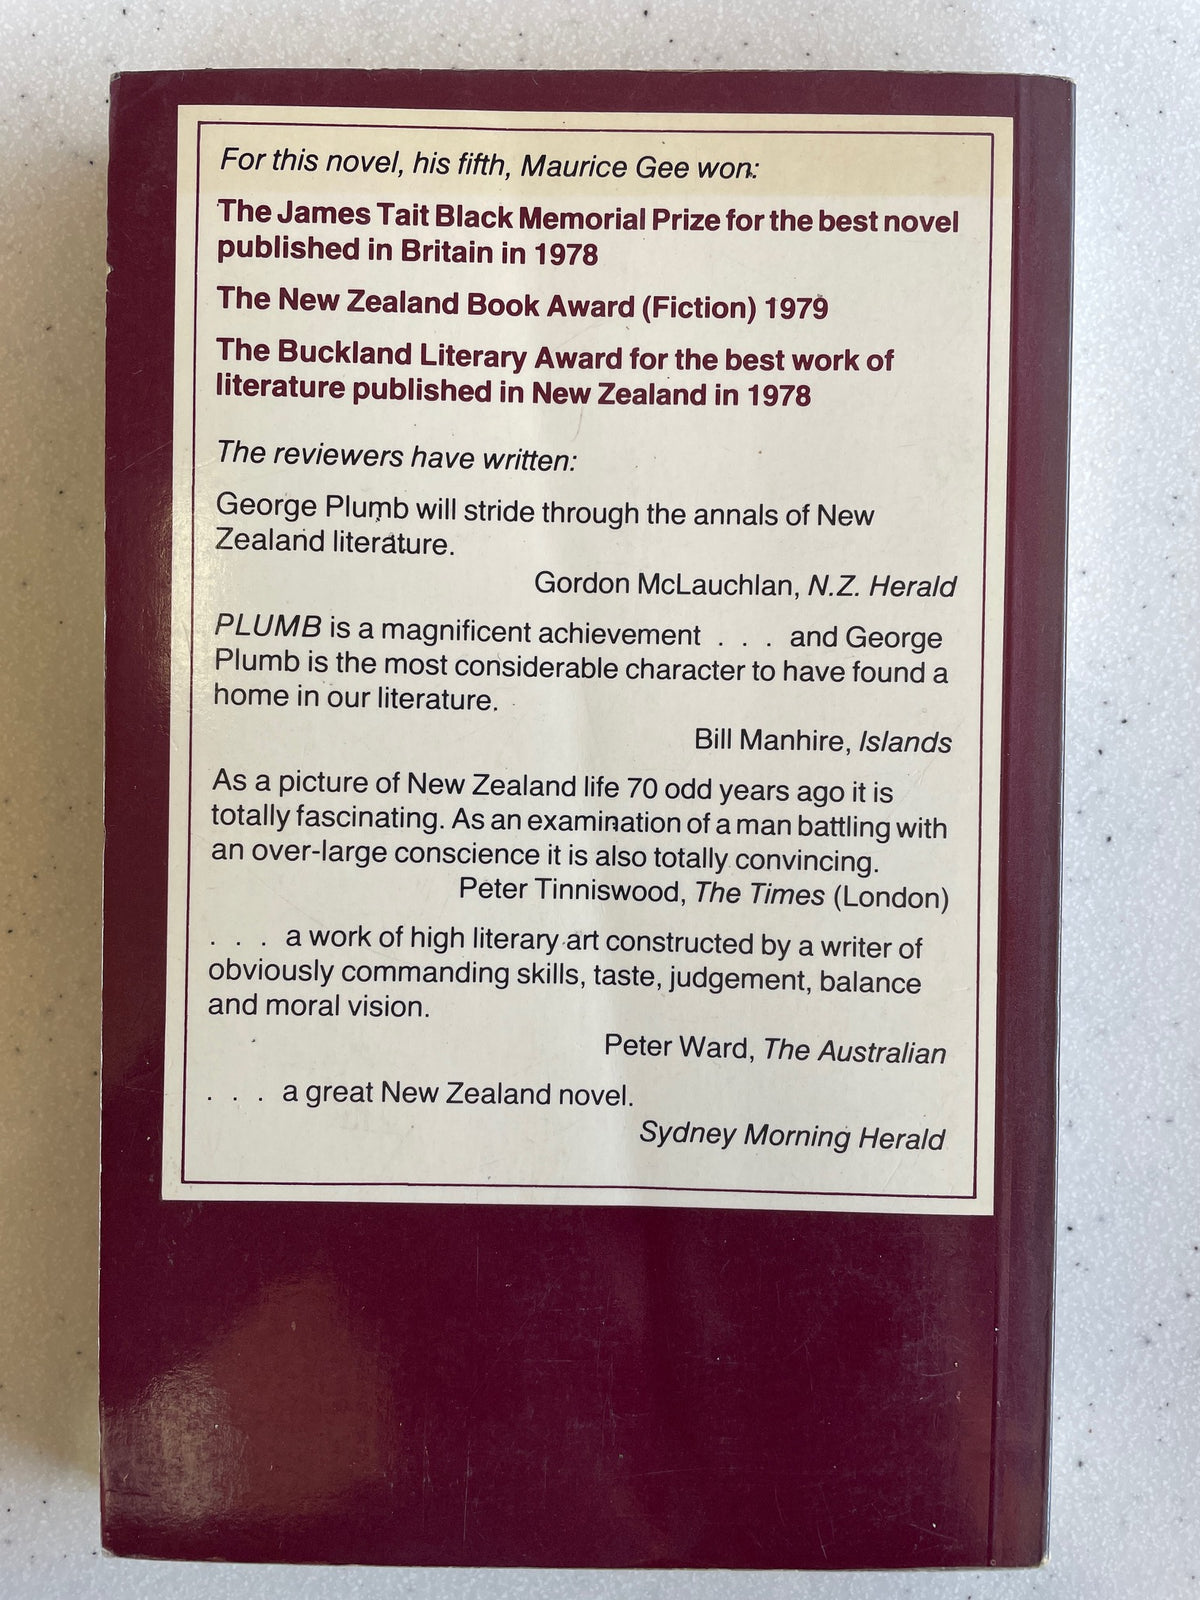 For this novel, his fifth, Maurice Gee won:
The James Tait Black Memorial Prize for the best novel
published in Britain in 1978
The New Zealand Book Award (Fiction) 1979
The Buckland Literary Award for the best work of
literature published in New Zealand in 1978
The reviewers have written:
George Plumb will stride through the annals of New
Zealand literature.
Gordon McLauchlan, N.Z. Herald
PLUMB is a magnificent achievement . . . and George
Plumb is the most considerable character to have found a
home in our literature.
Bill Manhire, Islands
As a picture of New Zealand life 70 odd years ago it is
totally fascinating. As an examination of a man battling with
an over-large conscience it is also totally convincing.
Peter Tinniswood, The Times (London)
. . . a work of high literary art constructed by a writer of
obviously commanding skills, taste, judgement, balance
and moral vision.
Peter Ward, The Australian
. . . a great New Zealand novel.
Sydney Morning Herald